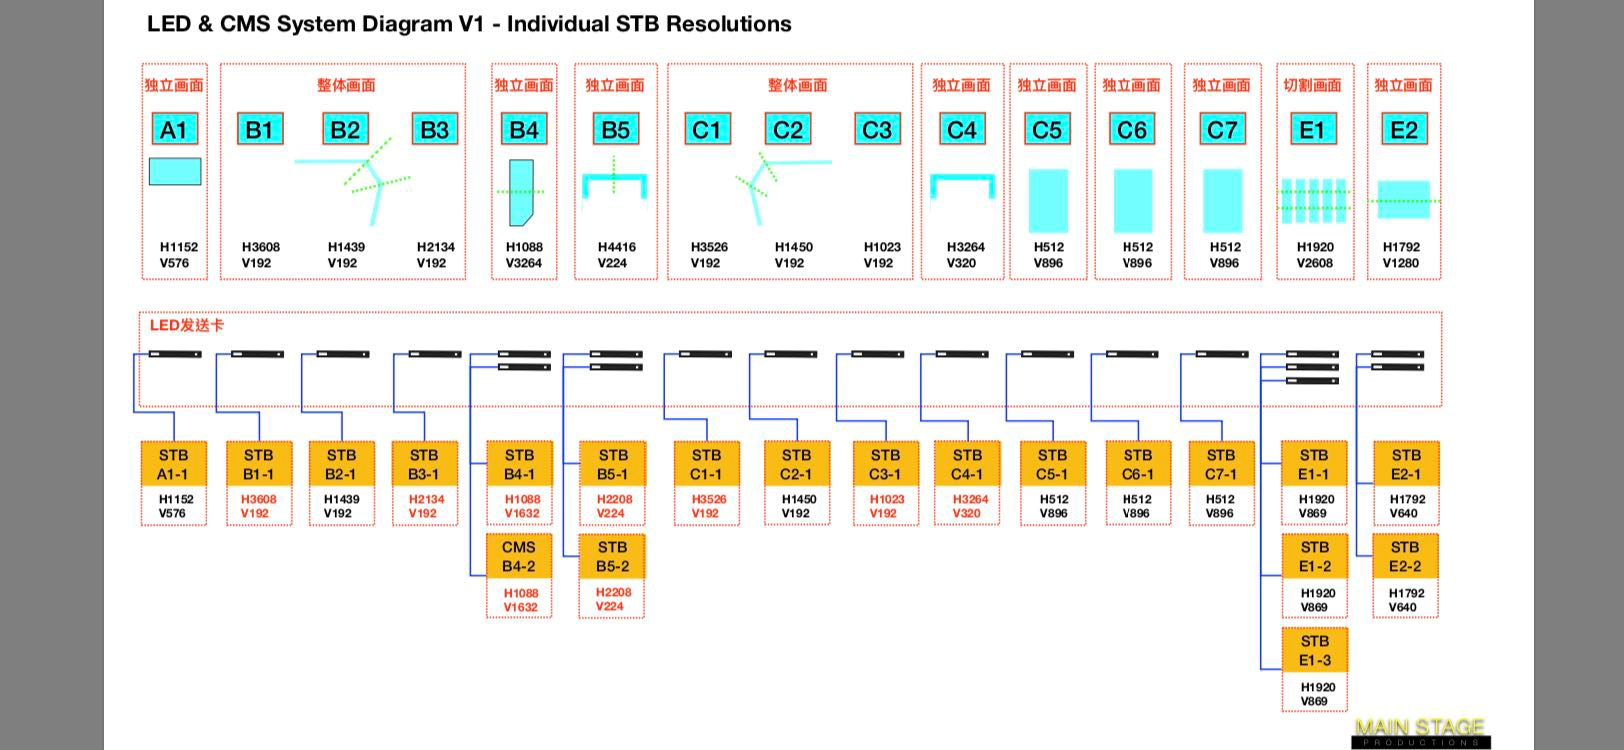 LED & CMS System Diagram V1 - Individual STB Resolutions
独立画面 整体画面 独立画面 独立画面 整体画面 独立画面 独立画面 独立画面 独立画面 切割画面 独立画面
A1 B1 B2 B3 B4 B5 C1 C2 C3 C4 C5 C6 C7 E1 E2
H1152 H3608 H1439 H2134 H1088 H4416 H3526 H1450 H1023 H3264 H512 H512 H512 H1920 H1792
V576 V192 V192 V192 V3264 V224 V192 V192 V192 V320 V896 V896 V896 V2608 V1280
LED发送卡
STB STB STB STB STB STB STB STB STB STB STB STB STB STB STB
A1-1 B1-1 B2-1 B3-1 B4-1 B5-1 C1-1 C2-1 C3-1 C4-1 C5-1 C6-1 C7-1 E1-1 E2-1
H1152 H3608 H1439 H2134 H1088 H2208 H3526 H1450 H1023 H3264 H512 H512 H512 H1920 H1792
V576 V192 V192 V192 V1632 V224 V192 V192 V192 V320 V896 V896 V896 V869 V640
CMS STB STB STB
B4-2 B5-2 E1-2 E2-2
H1088 H2208 H1920 H1792
V1632 V224 V869 V640
STB
E1-3
H1920
V869
MAIN STAGE
PRODUCTIONS